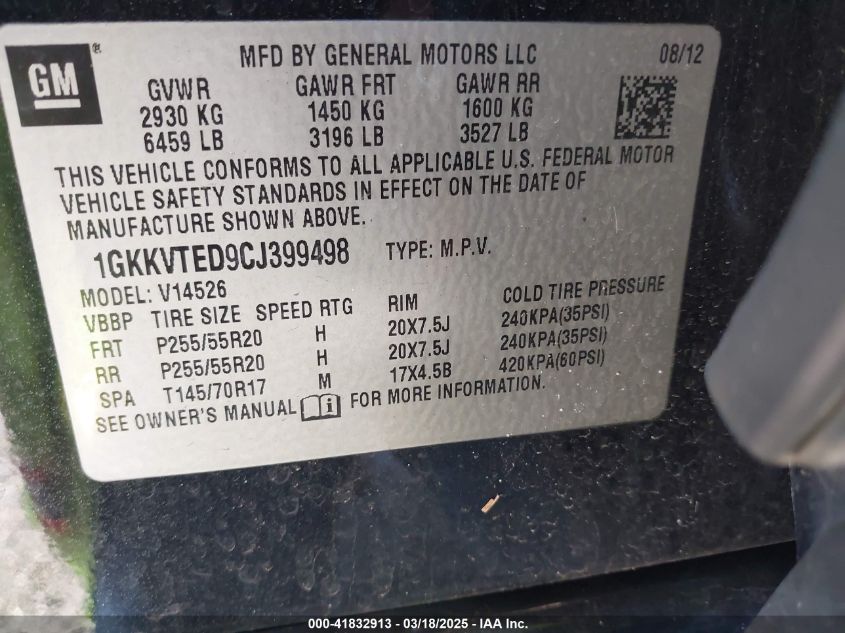 GM ®
MFD BY GENERAL MOTORS LLC 08/12
GVWR GAWR FRT GAWR RR
2930 KG 1450 KG 1600 KG
6459 LB 3196 LB 3527 LB
THIS VEHICLE CONFORMS TO ALL APPLICABLE U.S. FEDERAL MOTOR
VEHICLE SAFETY STANDARDS IN EFFECT ON THE DATE OF
MANUFACTURE SHOWN ABOVE.
1GKKVTED9CJ399498 TYPE: M.P.V.
MODEL: V14526
VBBP TIRE SIZE SPEED RTG RIM COLD TIRE PRESSURE
FRT P255/55R20 H 20X7.5J 240KPA(35PSI)
RR P255/55R20 H 20X7.5J 240KPA(35PSI)
SPA T145/70R17 M 17X4.5B 420KPA(60PSI)
SEE OWNER'S MANUAL i FOR MORE INFORMATION.
000-41832913 - 03/18/2025 - IAA Inc.